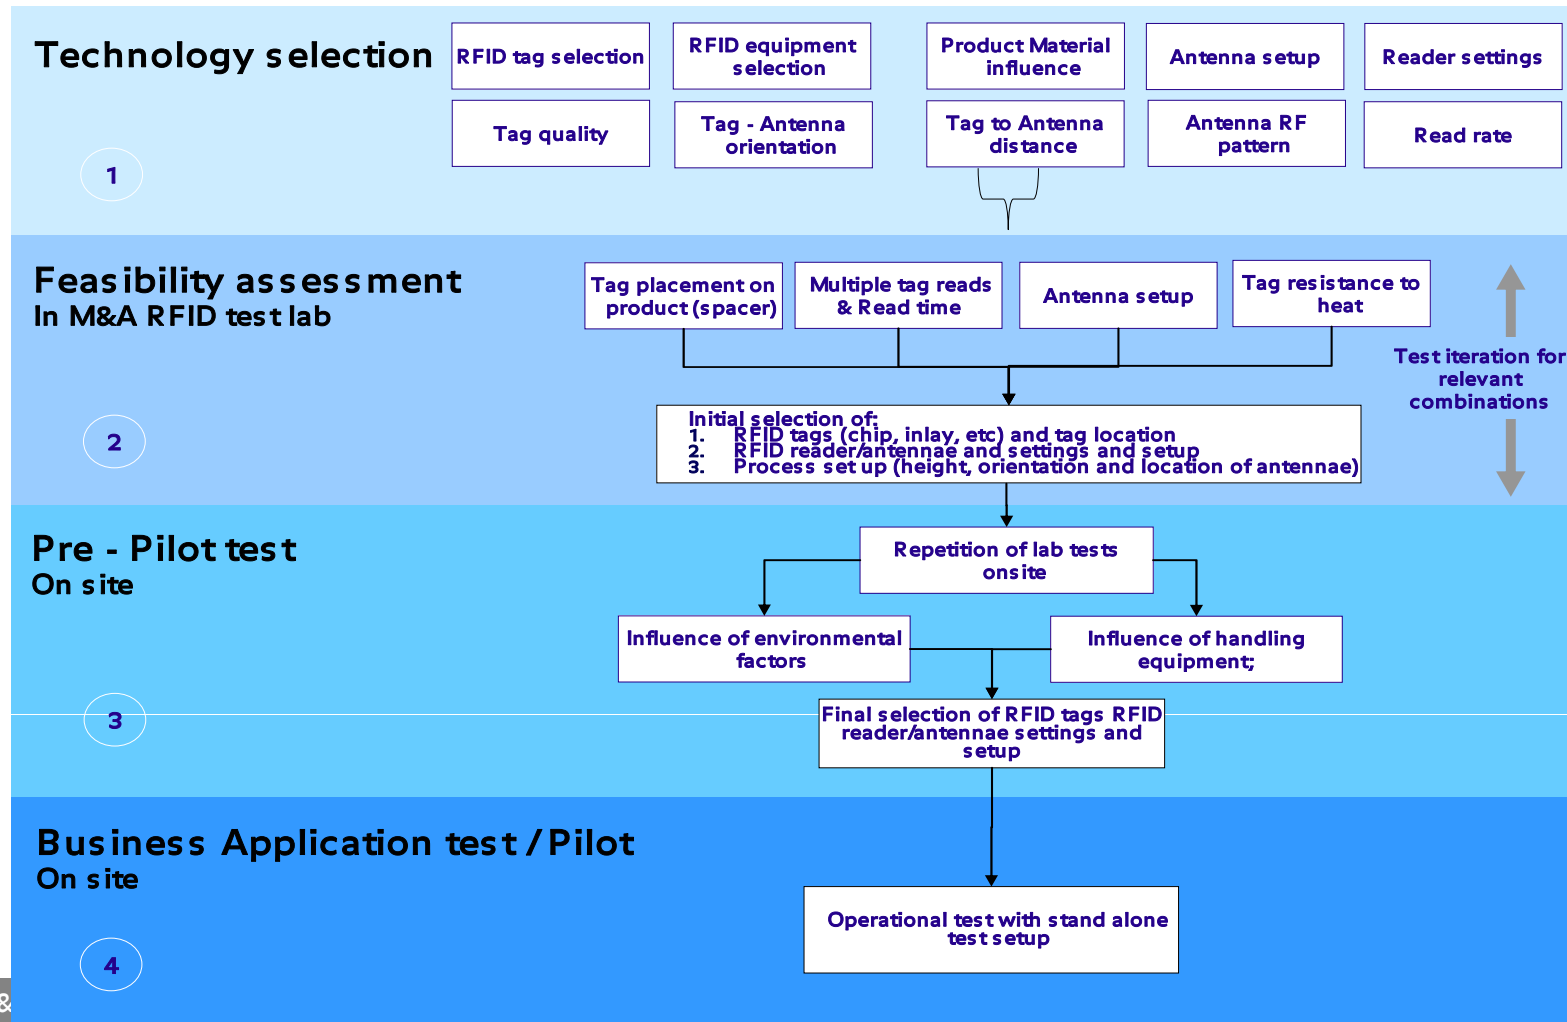 Technology selection
RFID tag selection
RFID equipment
selection
Product Material
influence
Antenna setup
Reader settings
Tag quality
Tag - Antenna
orientation
Tag to Antenna
distance
Antenna RF
pattern
Read rate
1
Feasibility assessment
In M&A RFID test lab
Tag placement on
product (spacer)
Multiple tag reads
& Read time
Antenna setup
Tag resistance to
heat
Test iteration for
relevant
combinations
2
Initial selection of:
1. RFID tags (chip, inlay, etc) and tag location
2. RFID reader/antennae and settings and setup
3. Process set up (height, orientation and location of antennae)
Pre - Pilot test
On site
Repetition of lab tests
onsite
Influence of environmental
factors
Influence of handling
equipment;
3
Final selection of RFID tags RFID
reader/antennae settings and
setup
Business Application test / Pilot
On site
Operational test with stand alone
test setup
4
&